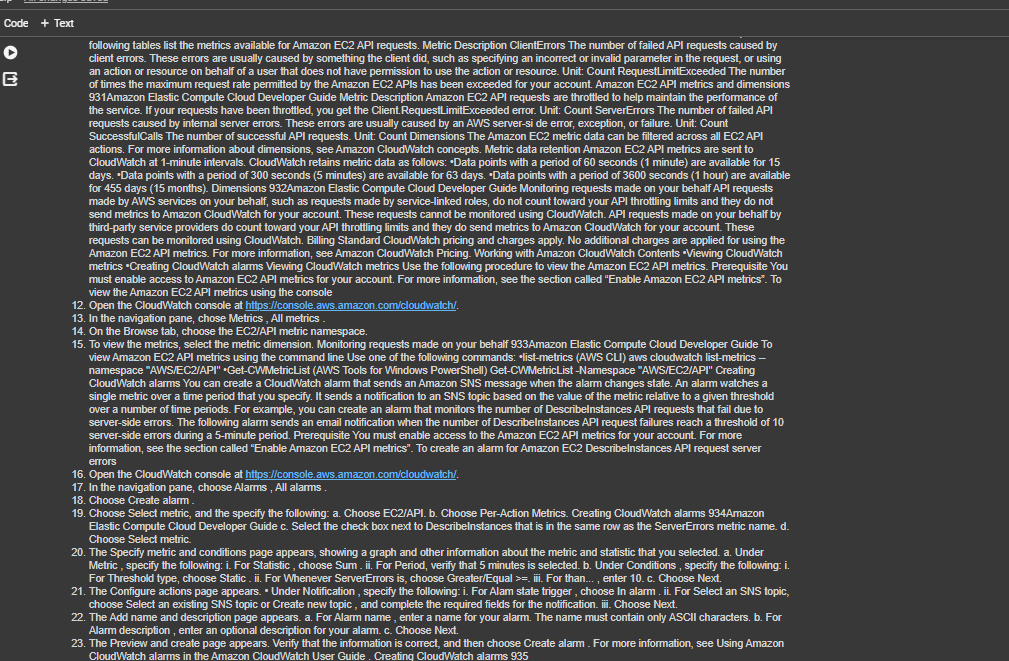 All changes saved
Code + Text
following tables list the metrics available for Amazon EC2 API requests. Metric Description ClientErrors The number of failed API requests caused by
client errors. These errors are usually caused by something the client did, such as specifying an incorrect or invalid parameter in the request, or using
an action or resource on behalf of a user that does not have permission to use the action or resource. Unit: Count RequestLimitExceeded The number
of times the maximum request rate permitted by the Amazon EC2 APIs has been exceeded for your account. Amazon EC2 API metrics and dimensions
931Amazon Elastic Compute Cloud Developer Guide Metric Description Amazon EC2 API requests are throttled to help maintain the performance of
the service. If your requests have been throttled, you get the Client.RequestLimitExceeded error. Unit: Count ServerErrors The number of failed API
requests caused by internal server errors. These errors are usually caused by an AWS server-si de error, exception, or failure. Unit: Count
SuccessfulCalls The number of successful API requests. Unit: Count Dimensions The Amazon EC2 metric data can be filtered across all EC2 API
actions. For more information about dimensions, see Amazon CloudWatch concepts. Metric data retention Amazon EC2 API metrics are sent to
CloudWatch at 1-minute intervals. CloudWatch retains metric data as follows: •Data points with a period of 60 seconds (1 minute) are available for 15
days. •Data points with a period of 300 seconds (5 minutes) are available for 63 days. •Data points with a period of 3600 seconds (1 hour) are available
for 455 days (15 months). Dimensions 932Amazon Elastic Compute Cloud Developer Guide Monitoring requests made on your behalf API requests
made by AWS services on your behalf, such as requests made by service-linked roles, do not count toward your API throttling limits and they do not
send metrics to Amazon CloudWatch for your account. These requests cannot be monitored using CloudWatch. API requests made on your behalf by
third-party service providers do count toward your API throttling limits and they do send metrics to Amazon CloudWatch for your account. These
requests can be monitored using CloudWatch. Billing Standard CloudWatch pricing and charges apply. No additional charges are applied for using the
Amazon EC2 API metrics. For more information, see Amazon CloudWatch Pricing. Working with Amazon CloudWatch Contents •Viewing CloudWatch
metrics •Creating CloudWatch alarms Viewing CloudWatch metrics Use the following procedure to view the Amazon EC2 API metrics. Prerequisite You
must enable access to Amazon EC2 API metrics for your account. For more information, see the section called “Enable Amazon EC2 API metrics”. To
view the Amazon EC2 API metrics using the console
12. Open the CloudWatch console at https://console.aws.amazon.com/cloudwatch/.
13. In the navigation pane, chose Metrics , All metrics .
14. On the Browse tab, choose the EC2/API metric namespace.
15. To view the metrics, select the metric dimension. Monitoring requests made on your behalf 933Amazon Elastic Compute Cloud Developer Guide To
view Amazon EC2 API metrics using the command line Use one of the following commands: •list-metrics (AWS CLI) aws cloudwatch list-metrics --
namespace "AWS/EC2/API" •Get-CWMetricList (AWS Tools for Windows PowerShell) Get-CWMetricList -Namespace "AWS/EC2/API" Creating
CloudWatch alarms You can create a CloudWatch alarm that sends an Amazon SNS message when the alarm changes state. An alarm watches a
single metric over a time period that you specify. It sends a notification to an SNS topic based on the value of the metric relative to a given threshold
over a number of time periods. For example, you can create an alarm that monitors the number of DescribeInstances API requests that fail due to
server-side errors. The following alarm sends an email notification when the number of DescribeInstances API request failures reach a threshold of 10
server-side errors during a 5-minute period. Prerequisite You must enable access to the Amazon EC2 API metrics for your account. For more
information, see the section called “Enable Amazon EC2 API metrics”. To create an alarm for Amazon EC2 DescribeInstances API request server
errors
16. Open the CloudWatch console at https://console.aws.amazon.com/cloudwatch/.
17. In the navigation pane, choose Alarms , All alarms .
18. Choose Create alarm .
19. Choose Select metric, and the specify the following: a. Choose EC2/API. b. Choose Per-Action Metrics. Creating CloudWatch alarms 934Amazon
Elastic Compute Cloud Developer Guide c. Select the check box next to DescribeInstances that is in the same row as the ServerErrors metric name. d.
Choose Select metric.
20. The Specify metric and conditions page appears, showing a graph and other information about the metric and statistic that you selected. a. Under
Metric , specify the following: i. For Statistic , choose Sum . ii. For Period, verify that 5 minutes is selected. b. Under Conditions , specify the following: i.
For Threshold type, choose Static . ii. For Whenever ServerErrors is, choose Greater/Equal >=. iii. For than... , enter 10. c. Choose Next.
21. The Configure actions page appears. • Under Notification , specify the following: i. For Alam state trigger , choose In alarm . ii. For Select an SNS topic,
choose Select an existing SNS topic or Create new topic , and complete the required fields for the notification. iii. Choose Next.
22. The Add name and description page appears. a. For Alarm name , enter a name for your alarm. The name must contain only ASCII characters. b. For
Alarm description , enter an optional description for your alarm. c. Choose Next.
23. The Preview and create page appears. Verify that the information is correct, and then choose Create alarm . For more information, see Using Amazon
CloudWatch alarms in the Amazon CloudWatch User Guide . Creating CloudWatch alarms 935